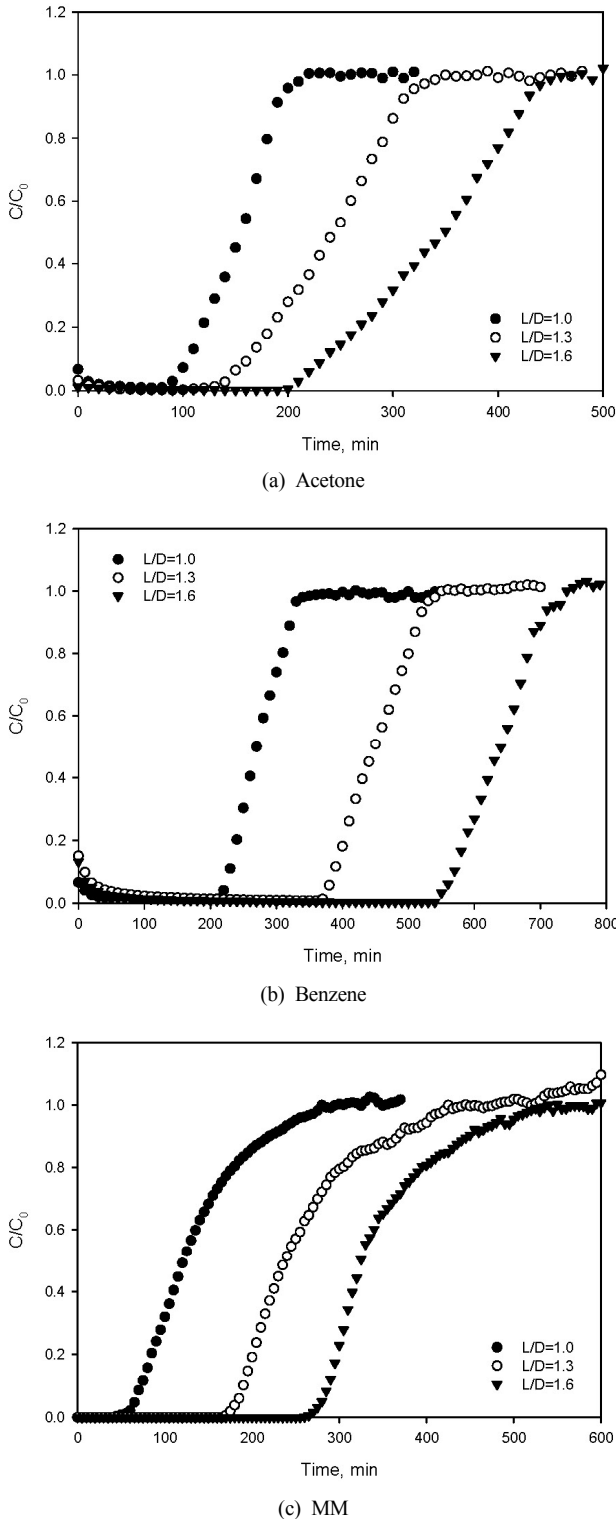 1.2
1.0
0.8
0.6
0.4
0.2
0.0
C/C0
L/D=1.0
L/D=1.3
L/D=1.6
0 100 200 300 400 500
Time, min
(a) Acetone
1.2
1.0
0.8
0.6
0.4
0.2
0.0
C/C0
L/D=1.0
L/D=1.3
L/D=1.6
0 100 200 300 400 500 600 700 800
Time, min
(b) Benzene
1.2
1.0
0.8
0.6
0.4
0.2
0.0
C/C0
L/D=1.0
L/D=1.3
L/D=1.6
0 100 200 300 400 500 600
Time, min
(c) MM